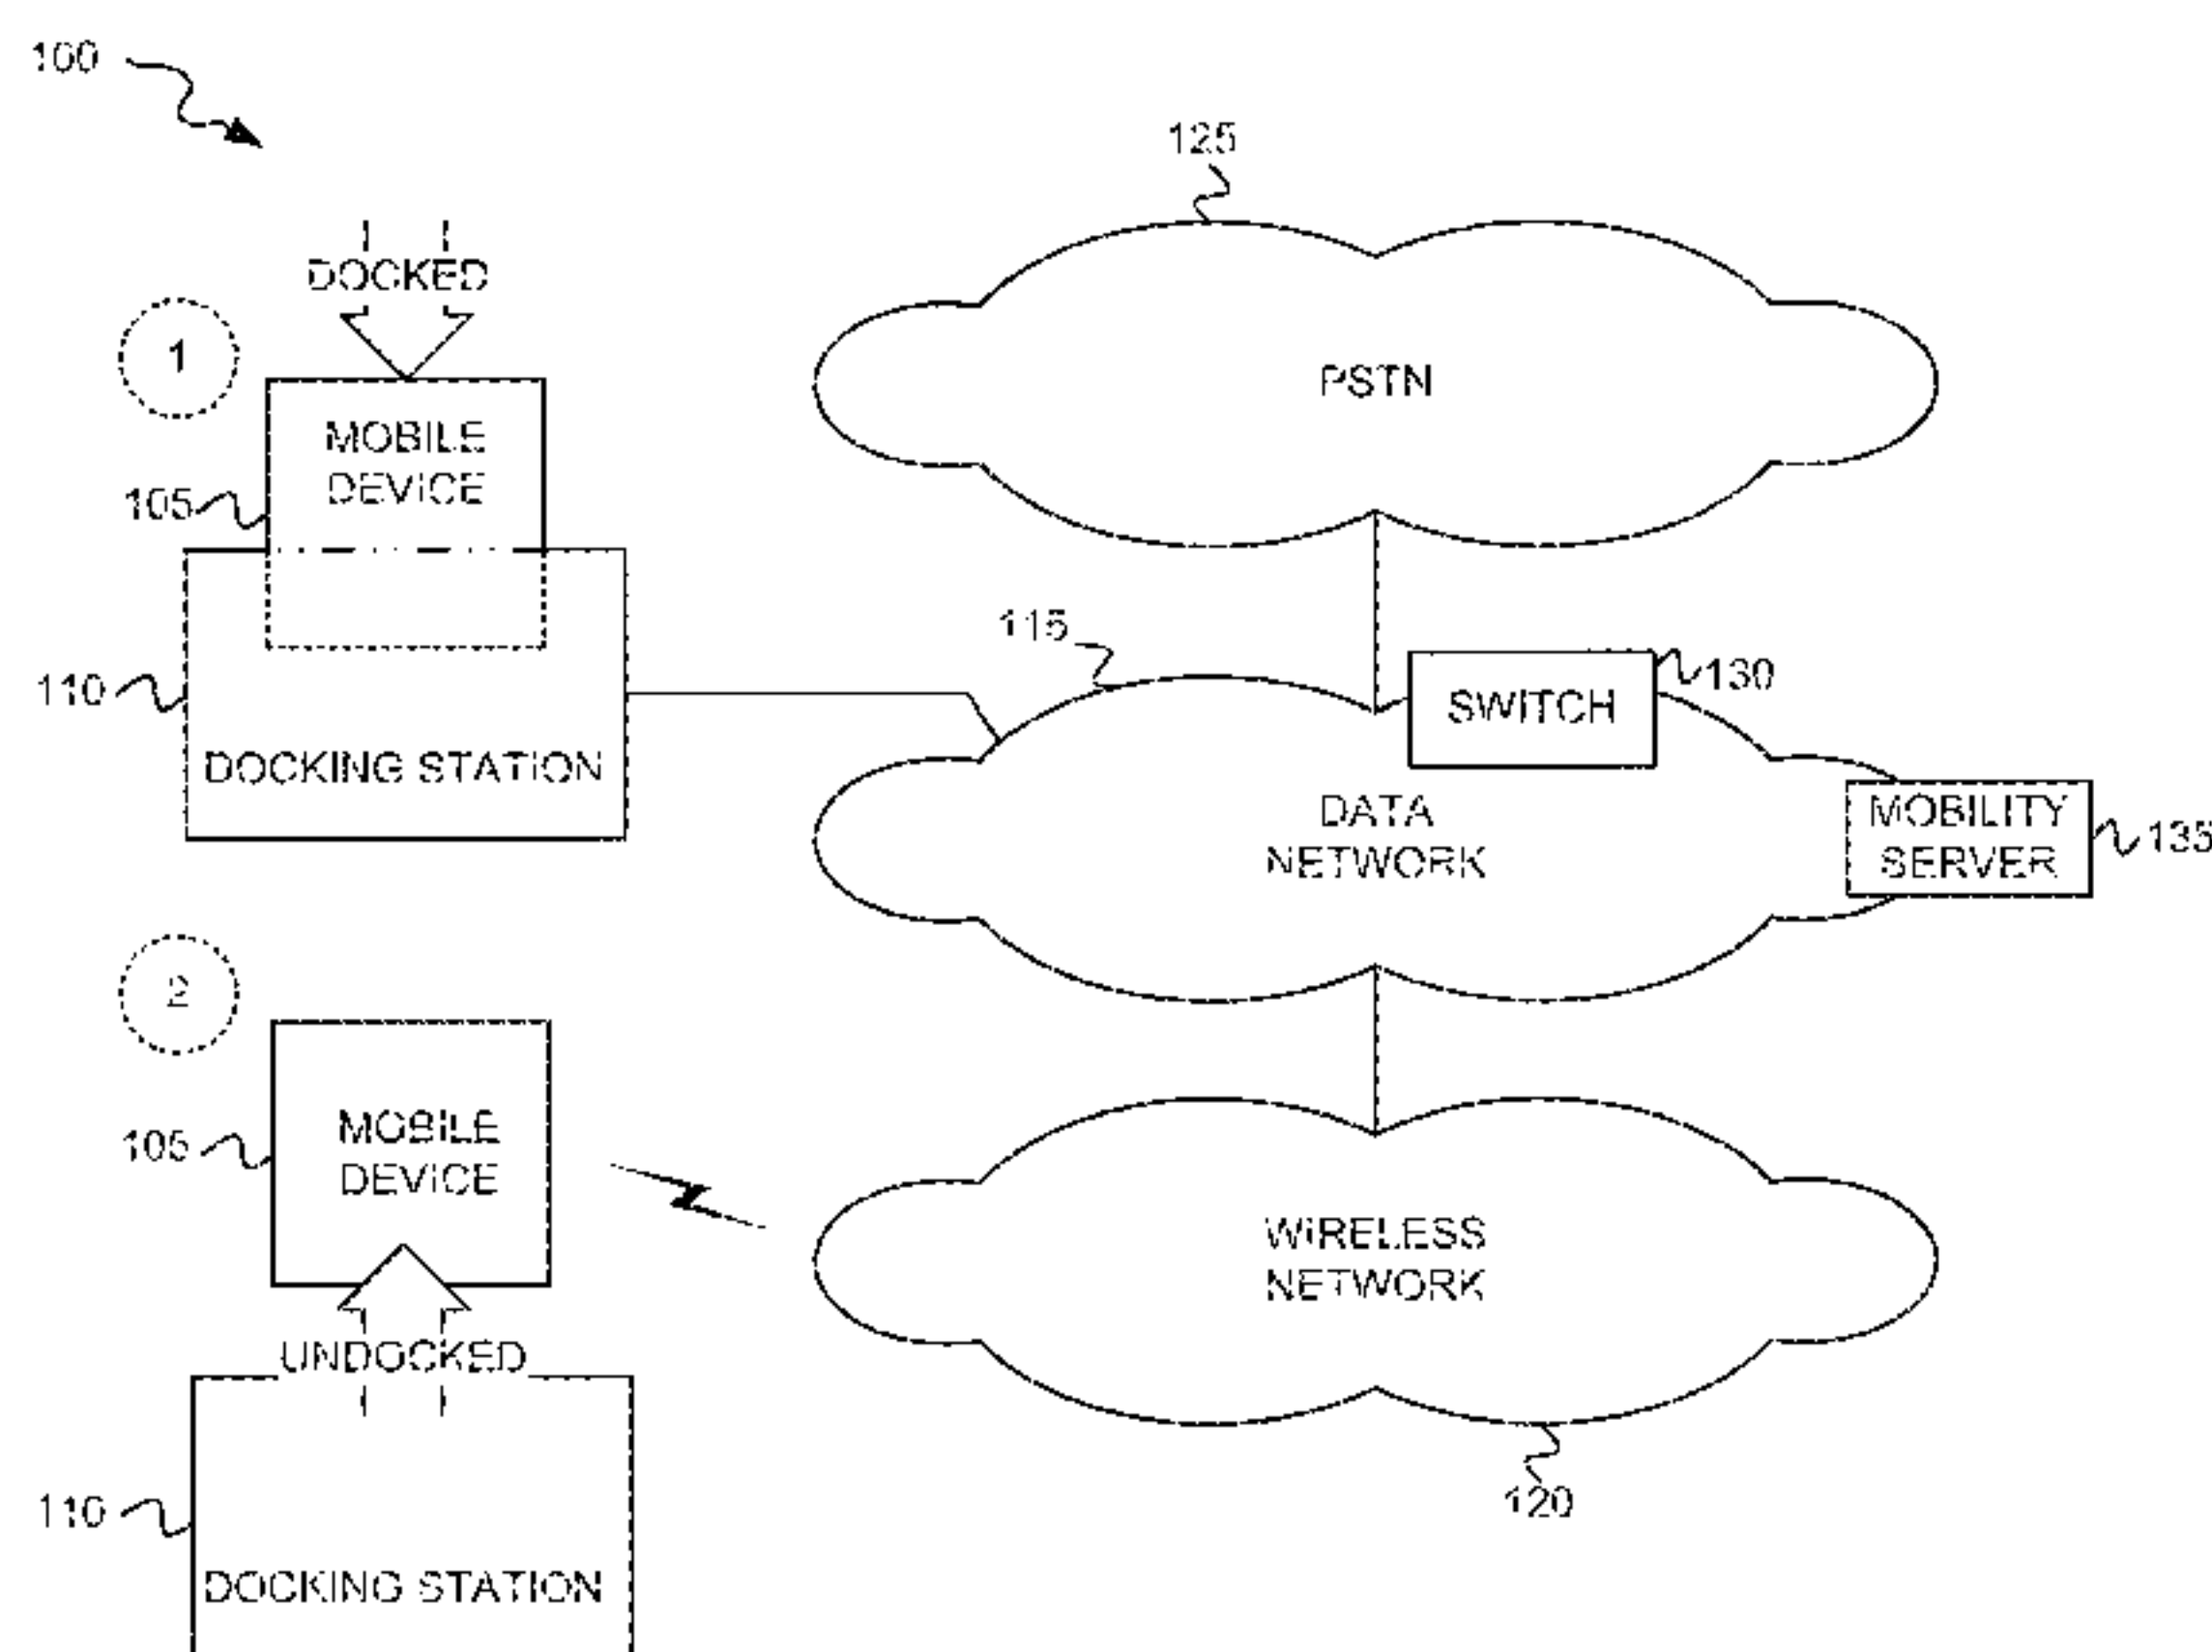 100
125
DOCKED
1
MOBILE
DEVICE
PSTN
105
115
110
130
SWITCH
DOCKING STATION
DATA
NETWORK
MOBILITY
SERVER
135
2
MOBILE
DEVICE
105
WIRELESS
NETWORK
UNDOCKED
110
120
DOCKING STATION